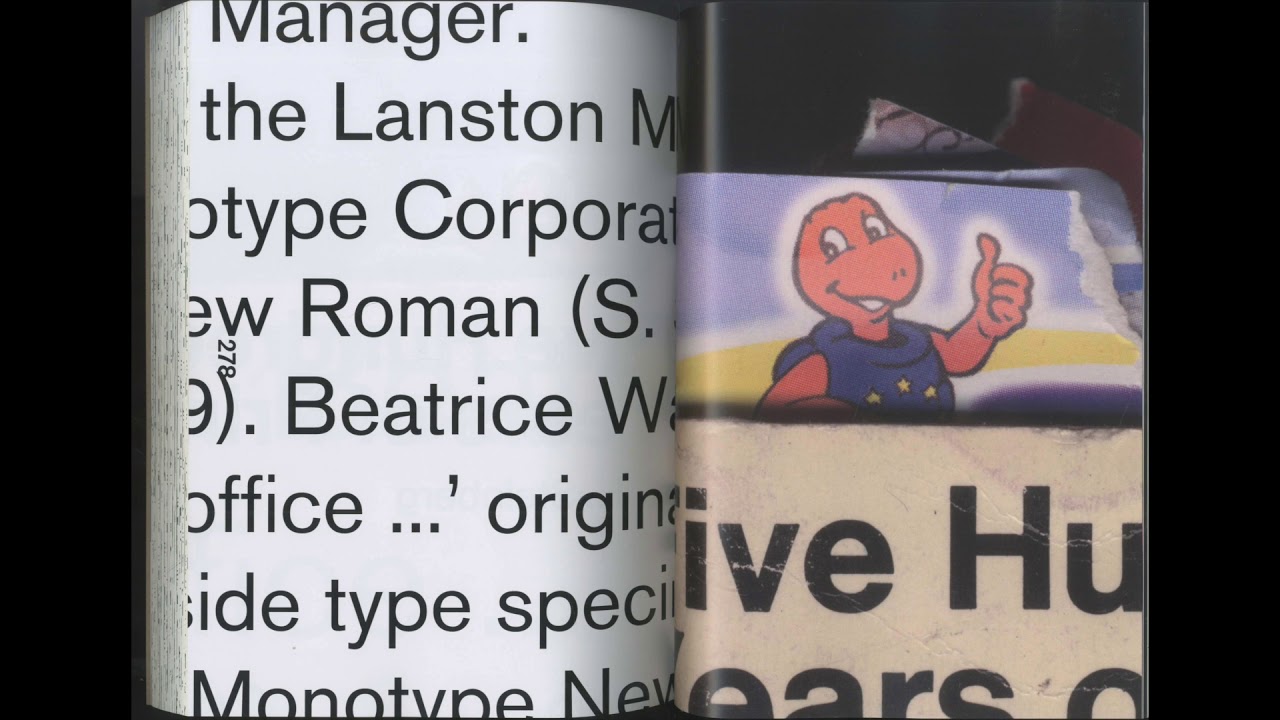 Manager.
the Lanston M
otype Corporat
ew Roman (S.
278
9). Beatrice Wa
office ...’ origina
side type speci
Monotype New
ive Hu
ears o